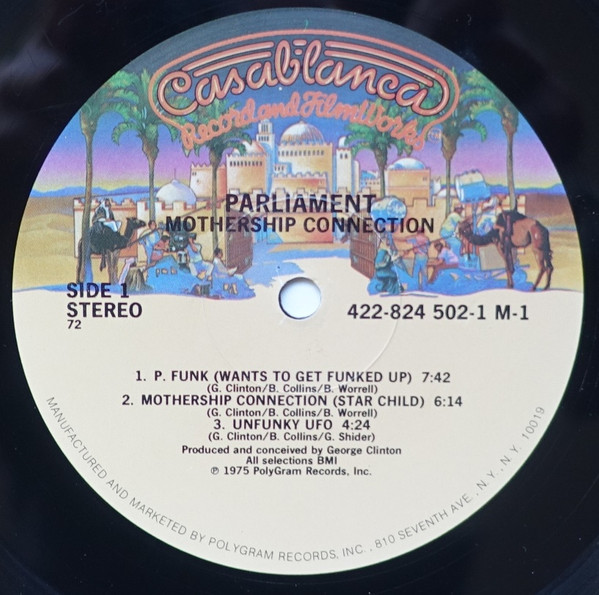 Casablanca
Record and FilmWorks
PARLIAMENT
MOTHERSHIP CONNECTION
SIDE 1
STEREO
72
422-824 502-1 M-1
1. P. FUNK (WANTS TO GET FUNKED UP) 7:42
(G. Clinton/B. Collins/B. Worrell)
2. MOTHERSHIP CONNECTION (STAR CHILD) 6:14
(G. Clinton/B. Collins/B. Worrell)
3. UNFUNKY UFO 4:24
(G. Clinton/B. Collins/G. Shider)
Produced and conceived by George Clinton
All selections BMI
℗ 1975 PolyGram Records, Inc.
MANUFACTURED AND MARKETED BY POLYGRAM RECORDS, INC., 810 SEVENTH AVE., N.Y., N.Y. 10019